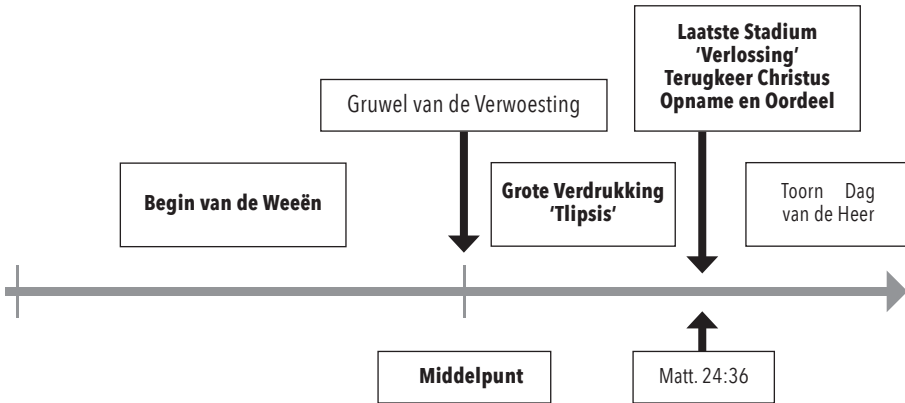 Laatste Stadium
‘Verlossing’
Terugkeer Christus
Opname en Oordeel
Gruwel van de Verwoesting
Begin van de Weeën
Grote Verdrukking
‘Tlipsis’
Toorn Dag
van de Heer
Middelpunt
Matt. 24:36